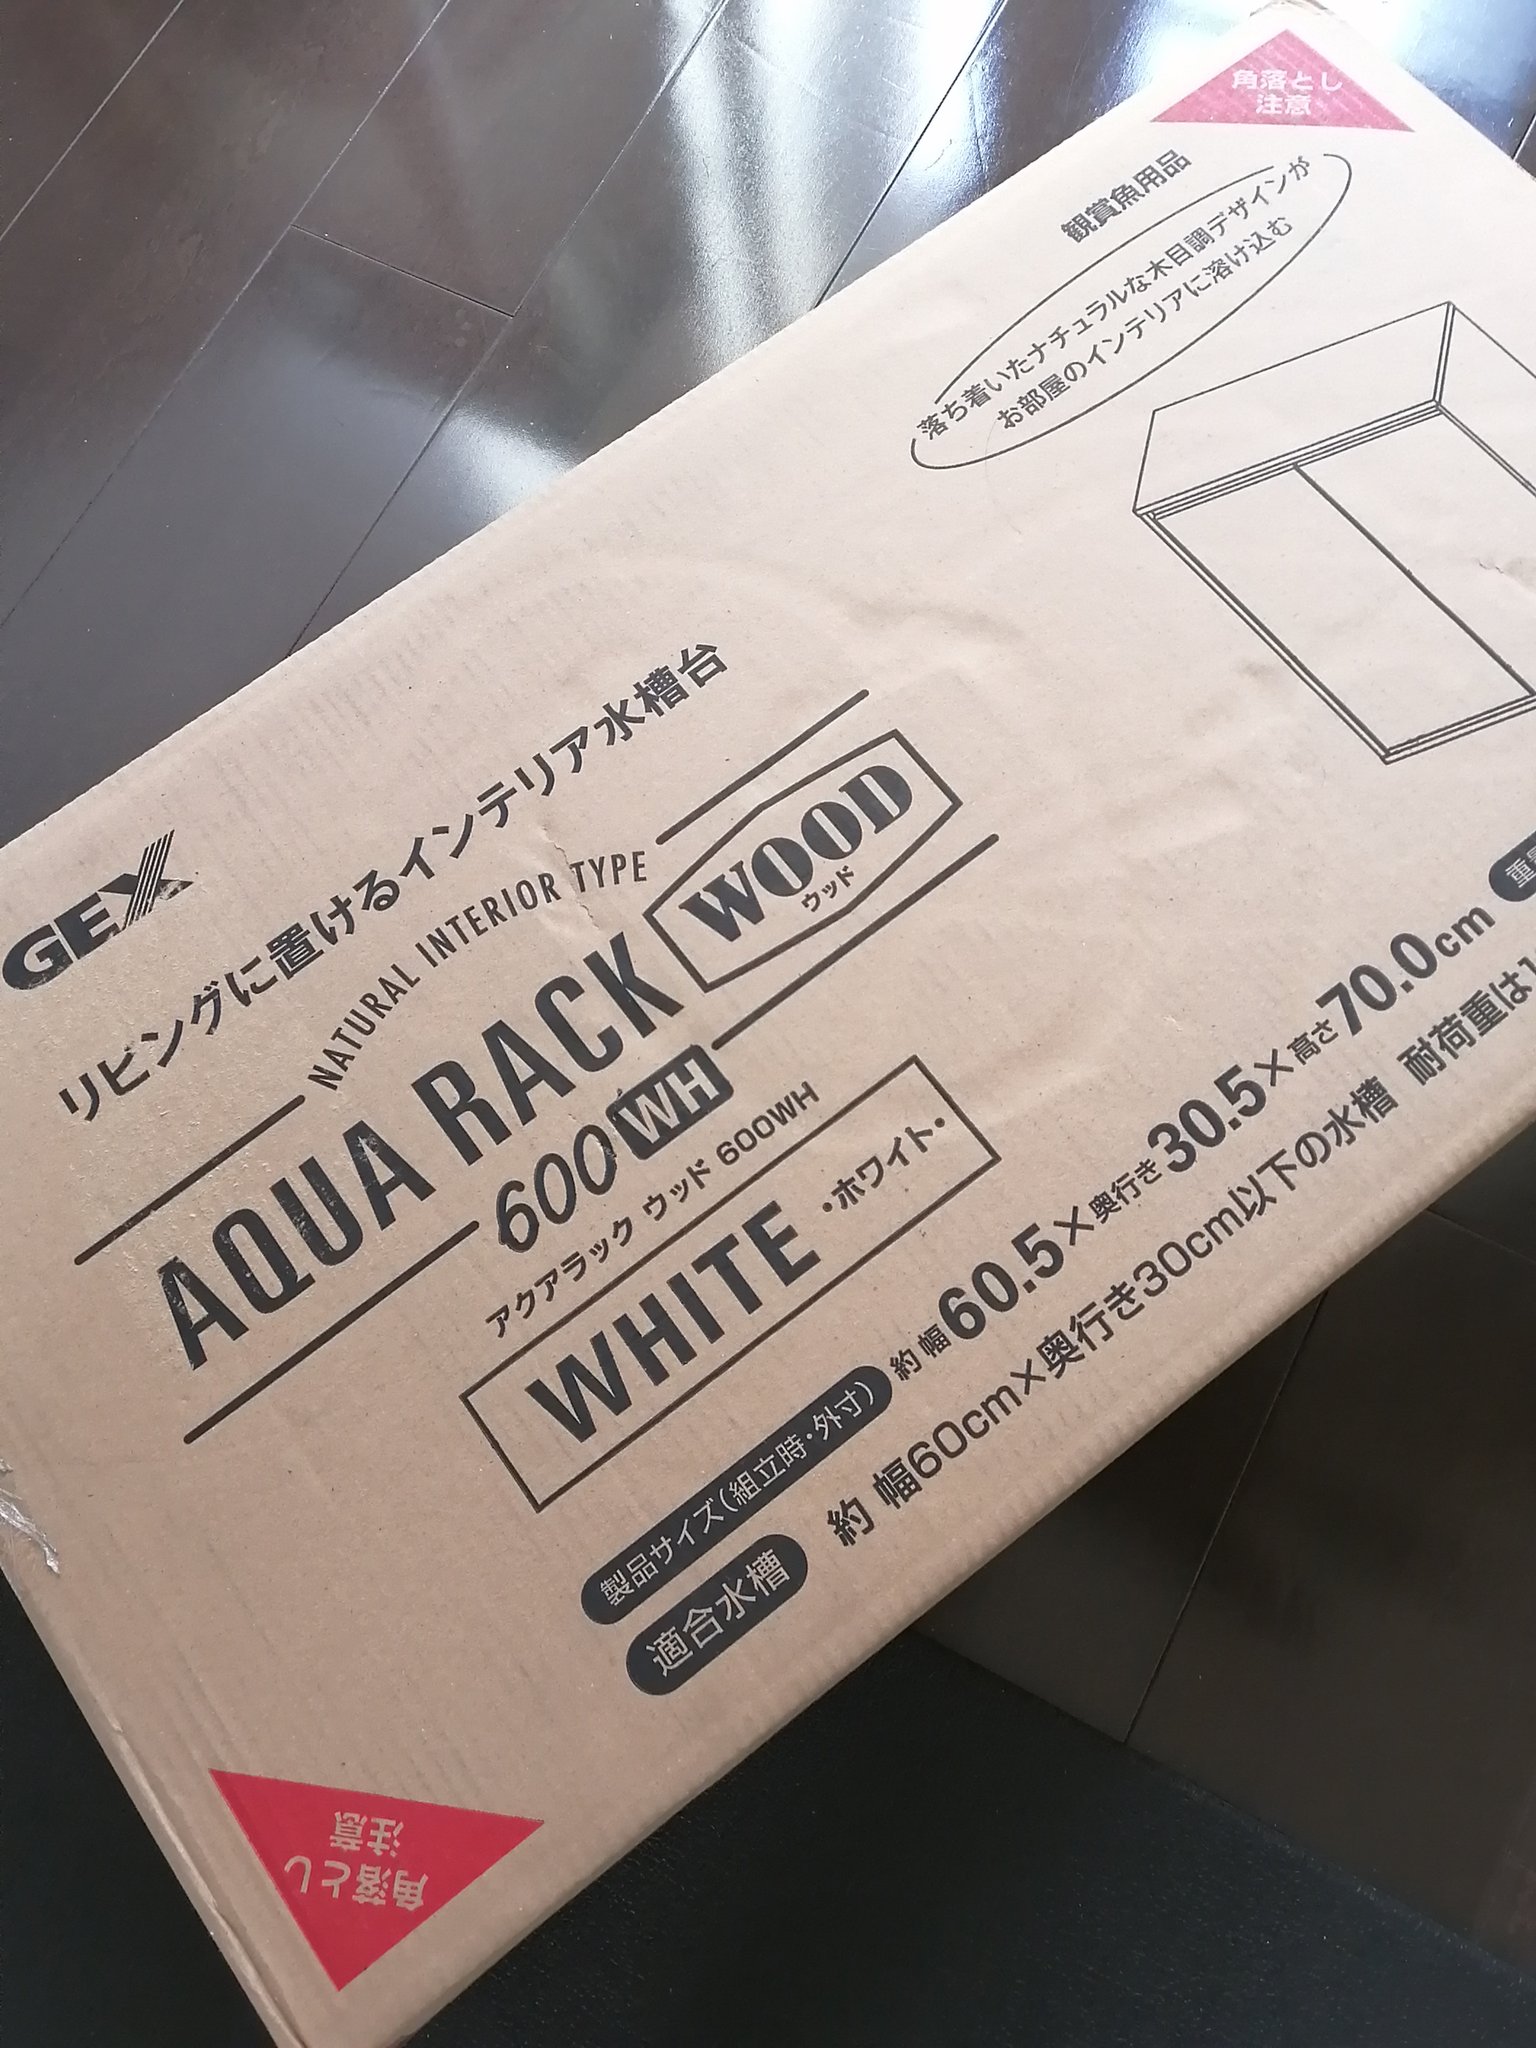 角落とし
注意
観賞魚用品
落ち着いたナチュラルな木目調デザインが
お部屋のインテリアに溶け込む
GEX
リビングに置けるインテリア水槽台
NATURAL INTERIOR TYPE
AQUA RACK
WOOD
ウッド
600WH
アクアラック ウッド 600WH
WHITE ・ホワイト・
製品サイズ(組立時・外寸) 約 幅60.5×奥行き30.5×高さ70.0cm
適合水槽 約 幅60cm×奥行き30cm以下の水槽 耐荷重は
角落とし
注意